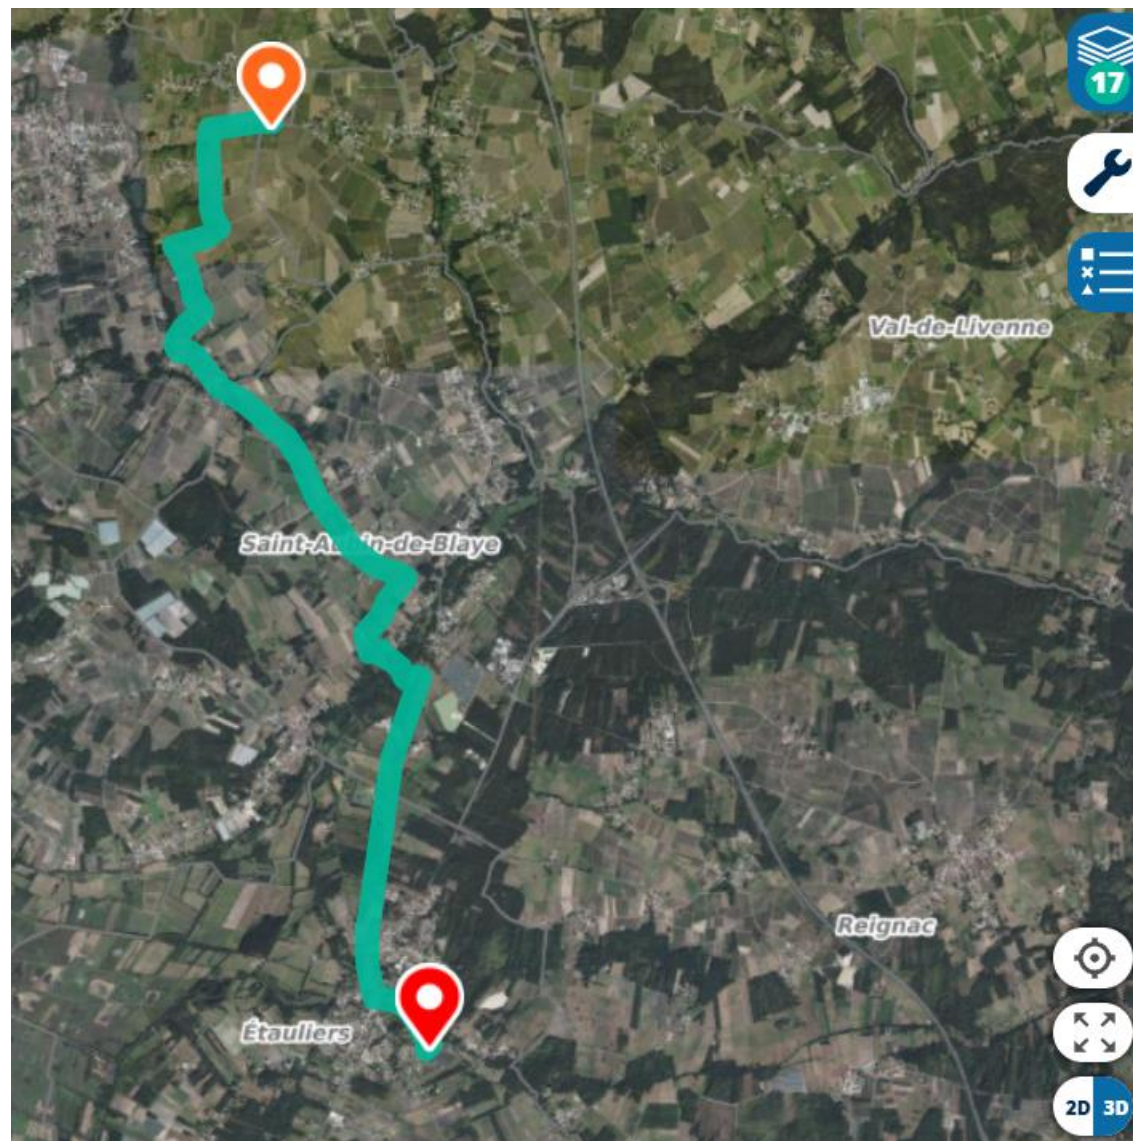 17
Val-de-Livenne
Saint-Aubin-de-Blaye
Reignac
Étauliers
2D 3D